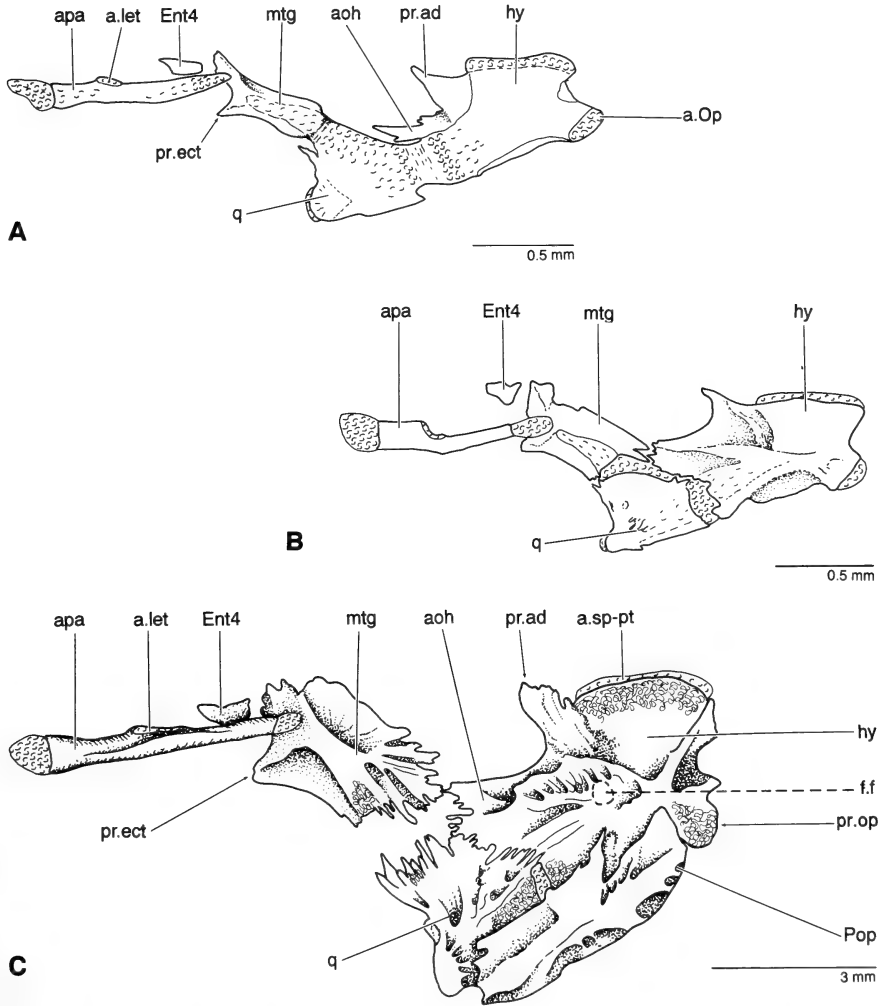 apa a.let Ent4 mtg aoh pr.ad hy
a.Op
pr.ect
q
A
0.5 mm
apa Ent4 mtg hy
q
B
0.5 mm
apa a.let Ent4 mtg aoh pr.ad a.sp-pt
hy
f.f
pr.op
pr.ect
Pop
q
C
3 mm